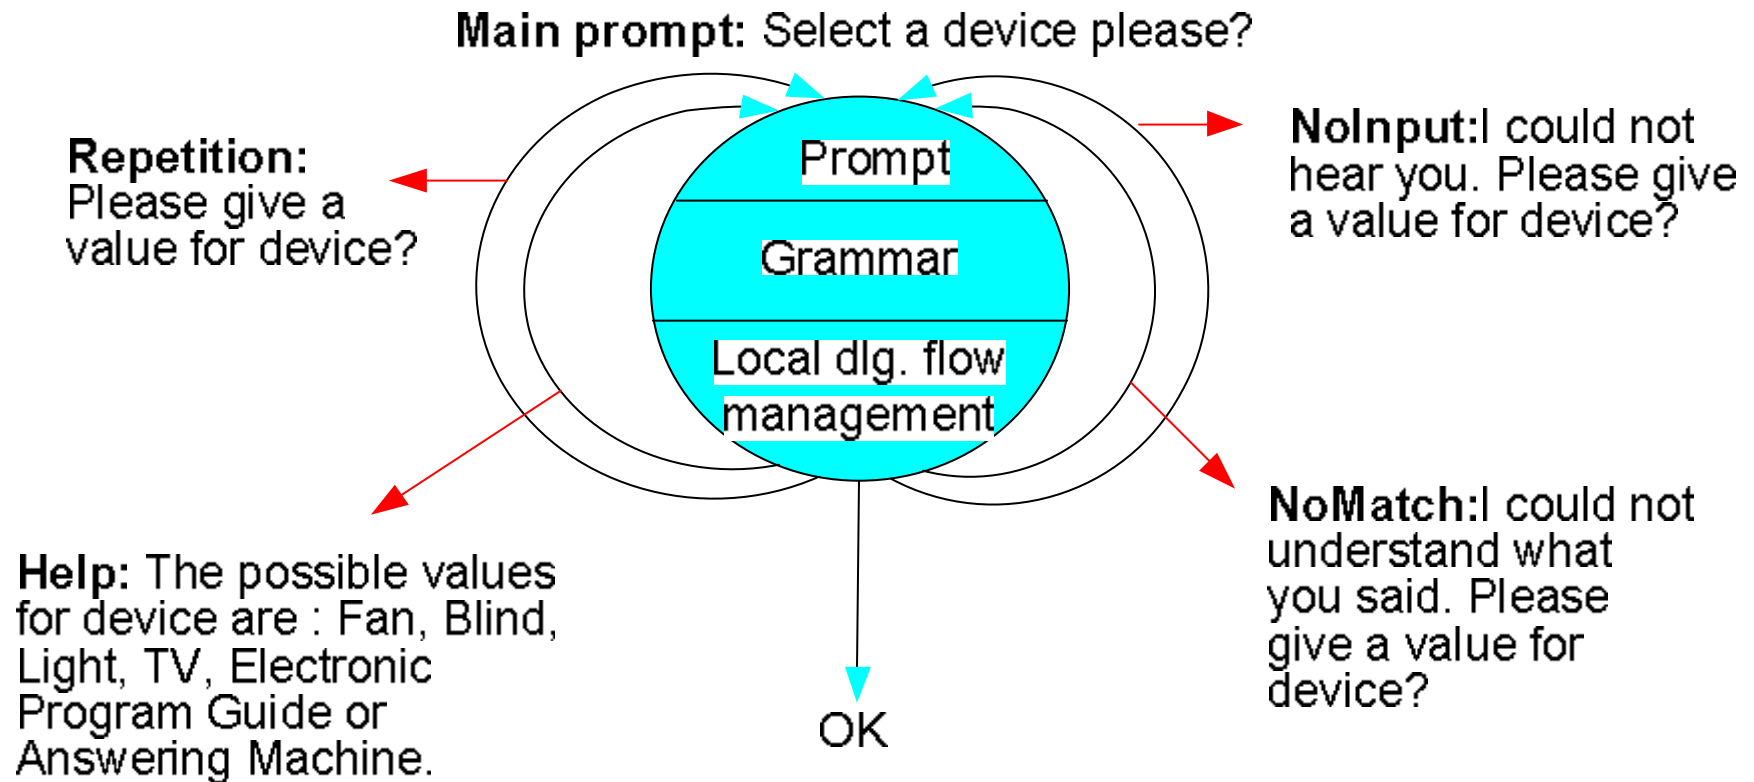 Main prompt: Select a device please?
Repetition:
Please give a
value for device?
Prompt
Grammar
Local dlg. flow
management
NoInput:I could not
hear you. Please give
a value for device?
Help: The possible values
for device are : Fan, Blind,
Light, TV, Electronic
Program Guide or
Answering Machine.
NoMatch:I could not
understand what
you said. Please
give a value for
device?
OK